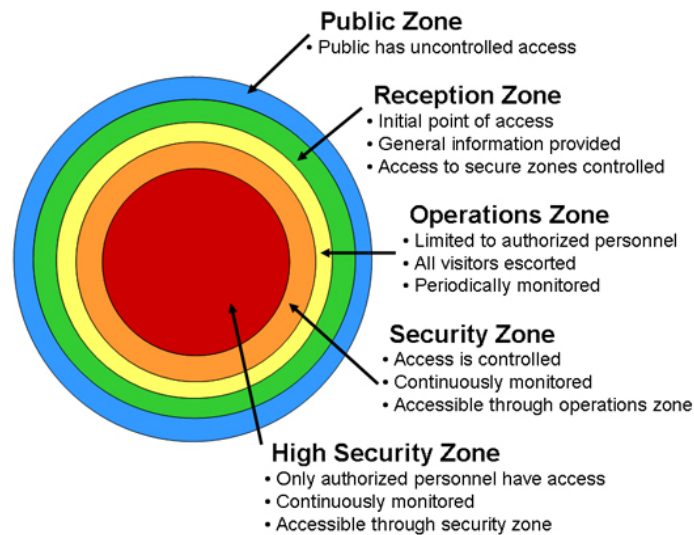 Public Zone
• Public has uncontrolled access
Reception Zone
• Initial point of access
• General information provided
• Access to secure zones controlled
Operations Zone
• Limited to authorized personnel
• All visitors escorted
• Periodically monitored
Security Zone
• Access is controlled
• Continuously monitored
• Accessible through operations zone
High Security Zone
• Only authorized personnel have access
• Continuously monitored
• Accessible through security zone